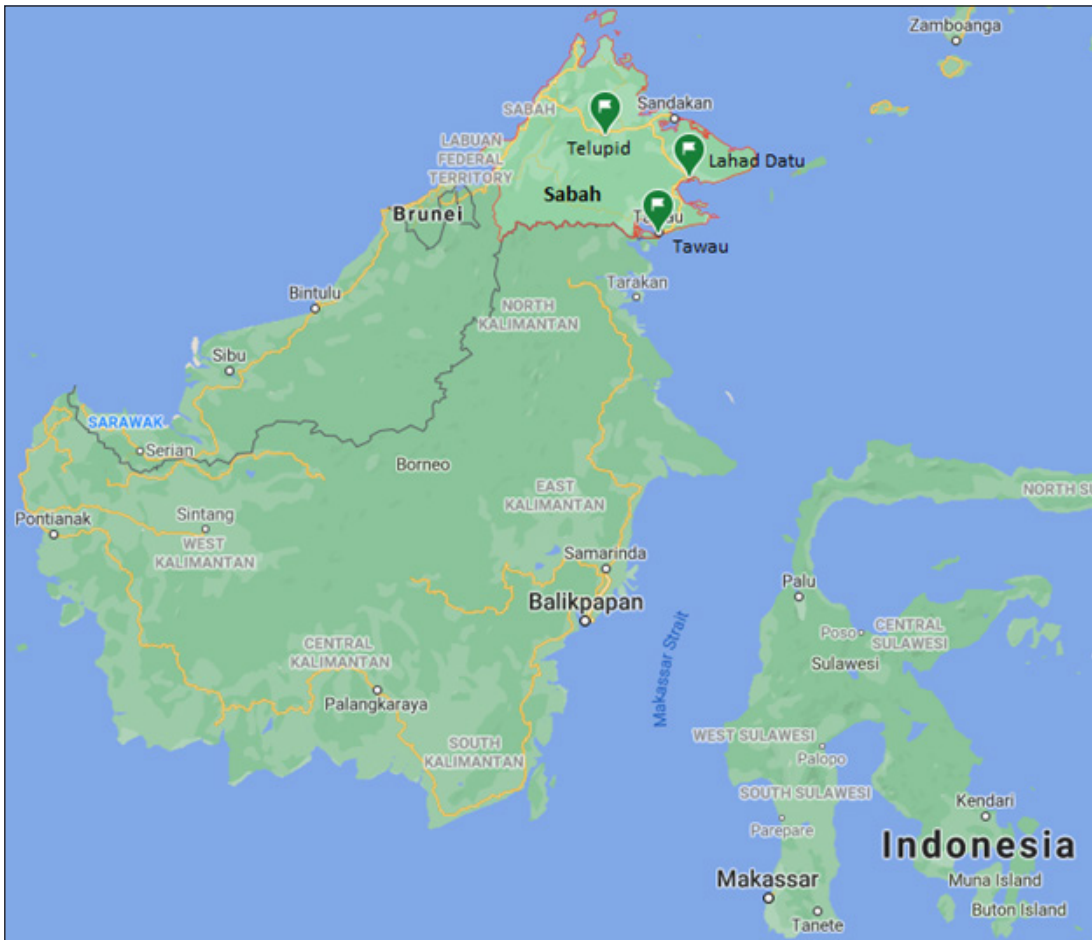 Zamboanga
SABAH
Sandakan
Telupid
LABUAN
FEDERAL
TERRITORY
Lahad Datu
Sabah
Brunei
Tawau
Tarakan
Bintulu
NORTH
KALIMANTAN
Sibu
SARAWAK
Serian
Borneo
EAST
KALIMANTAN
NORTH SU
Sintang
Pontianak
WEST
KALIMANTAN
Samarinda
Palu
Balikpapan
Makassar Strait
CENTRAL
SULAWESI
Poso
Sulawesi
CENTRAL
KALIMANTAN
Palangkaraya
WEST SULAWESI
Palopo
SOUTH
KALIMANTAN
SOUTH SULAWESI
Kendari
Parepare
Indonesia
Makassar
Muna Island
Buton Island
Tanete